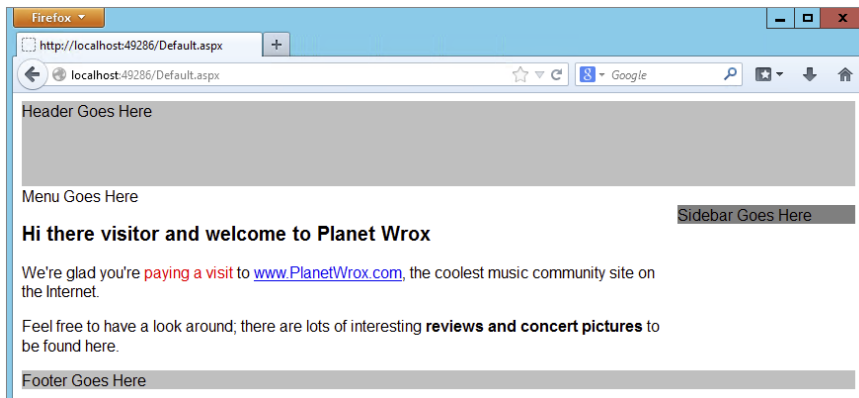 Firefox
http://localhost:49286/Default.aspx
localhost:49286/Default.aspx
8
Google
Header Goes Here
Menu Goes Here
Sidebar Goes Here
Hi there visitor and welcome to Planet Wrox
We're glad you're paying a visit to www.PlanetWrox.com, the coolest music community site on
the Internet.
Feel free to have a look around; there are lots of interesting reviews and concert pictures to
be found here.
Footer Goes Here